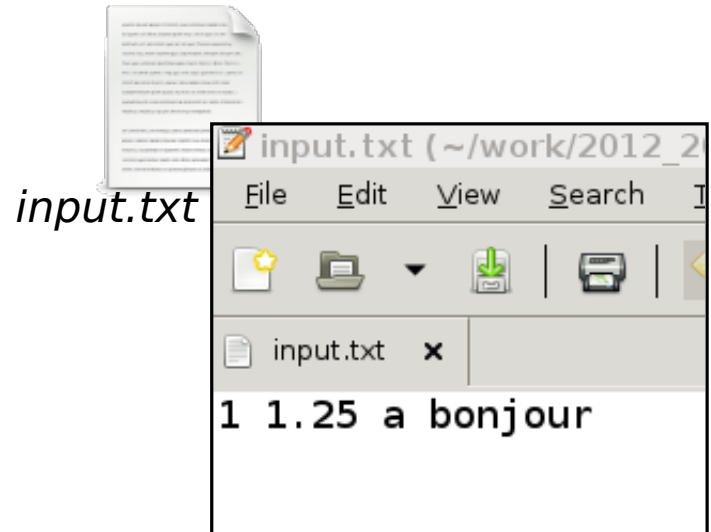 input.txt
input.txt (~/work/2012_2
File Edit View Search
input.txt
1 1.25 a bonjour